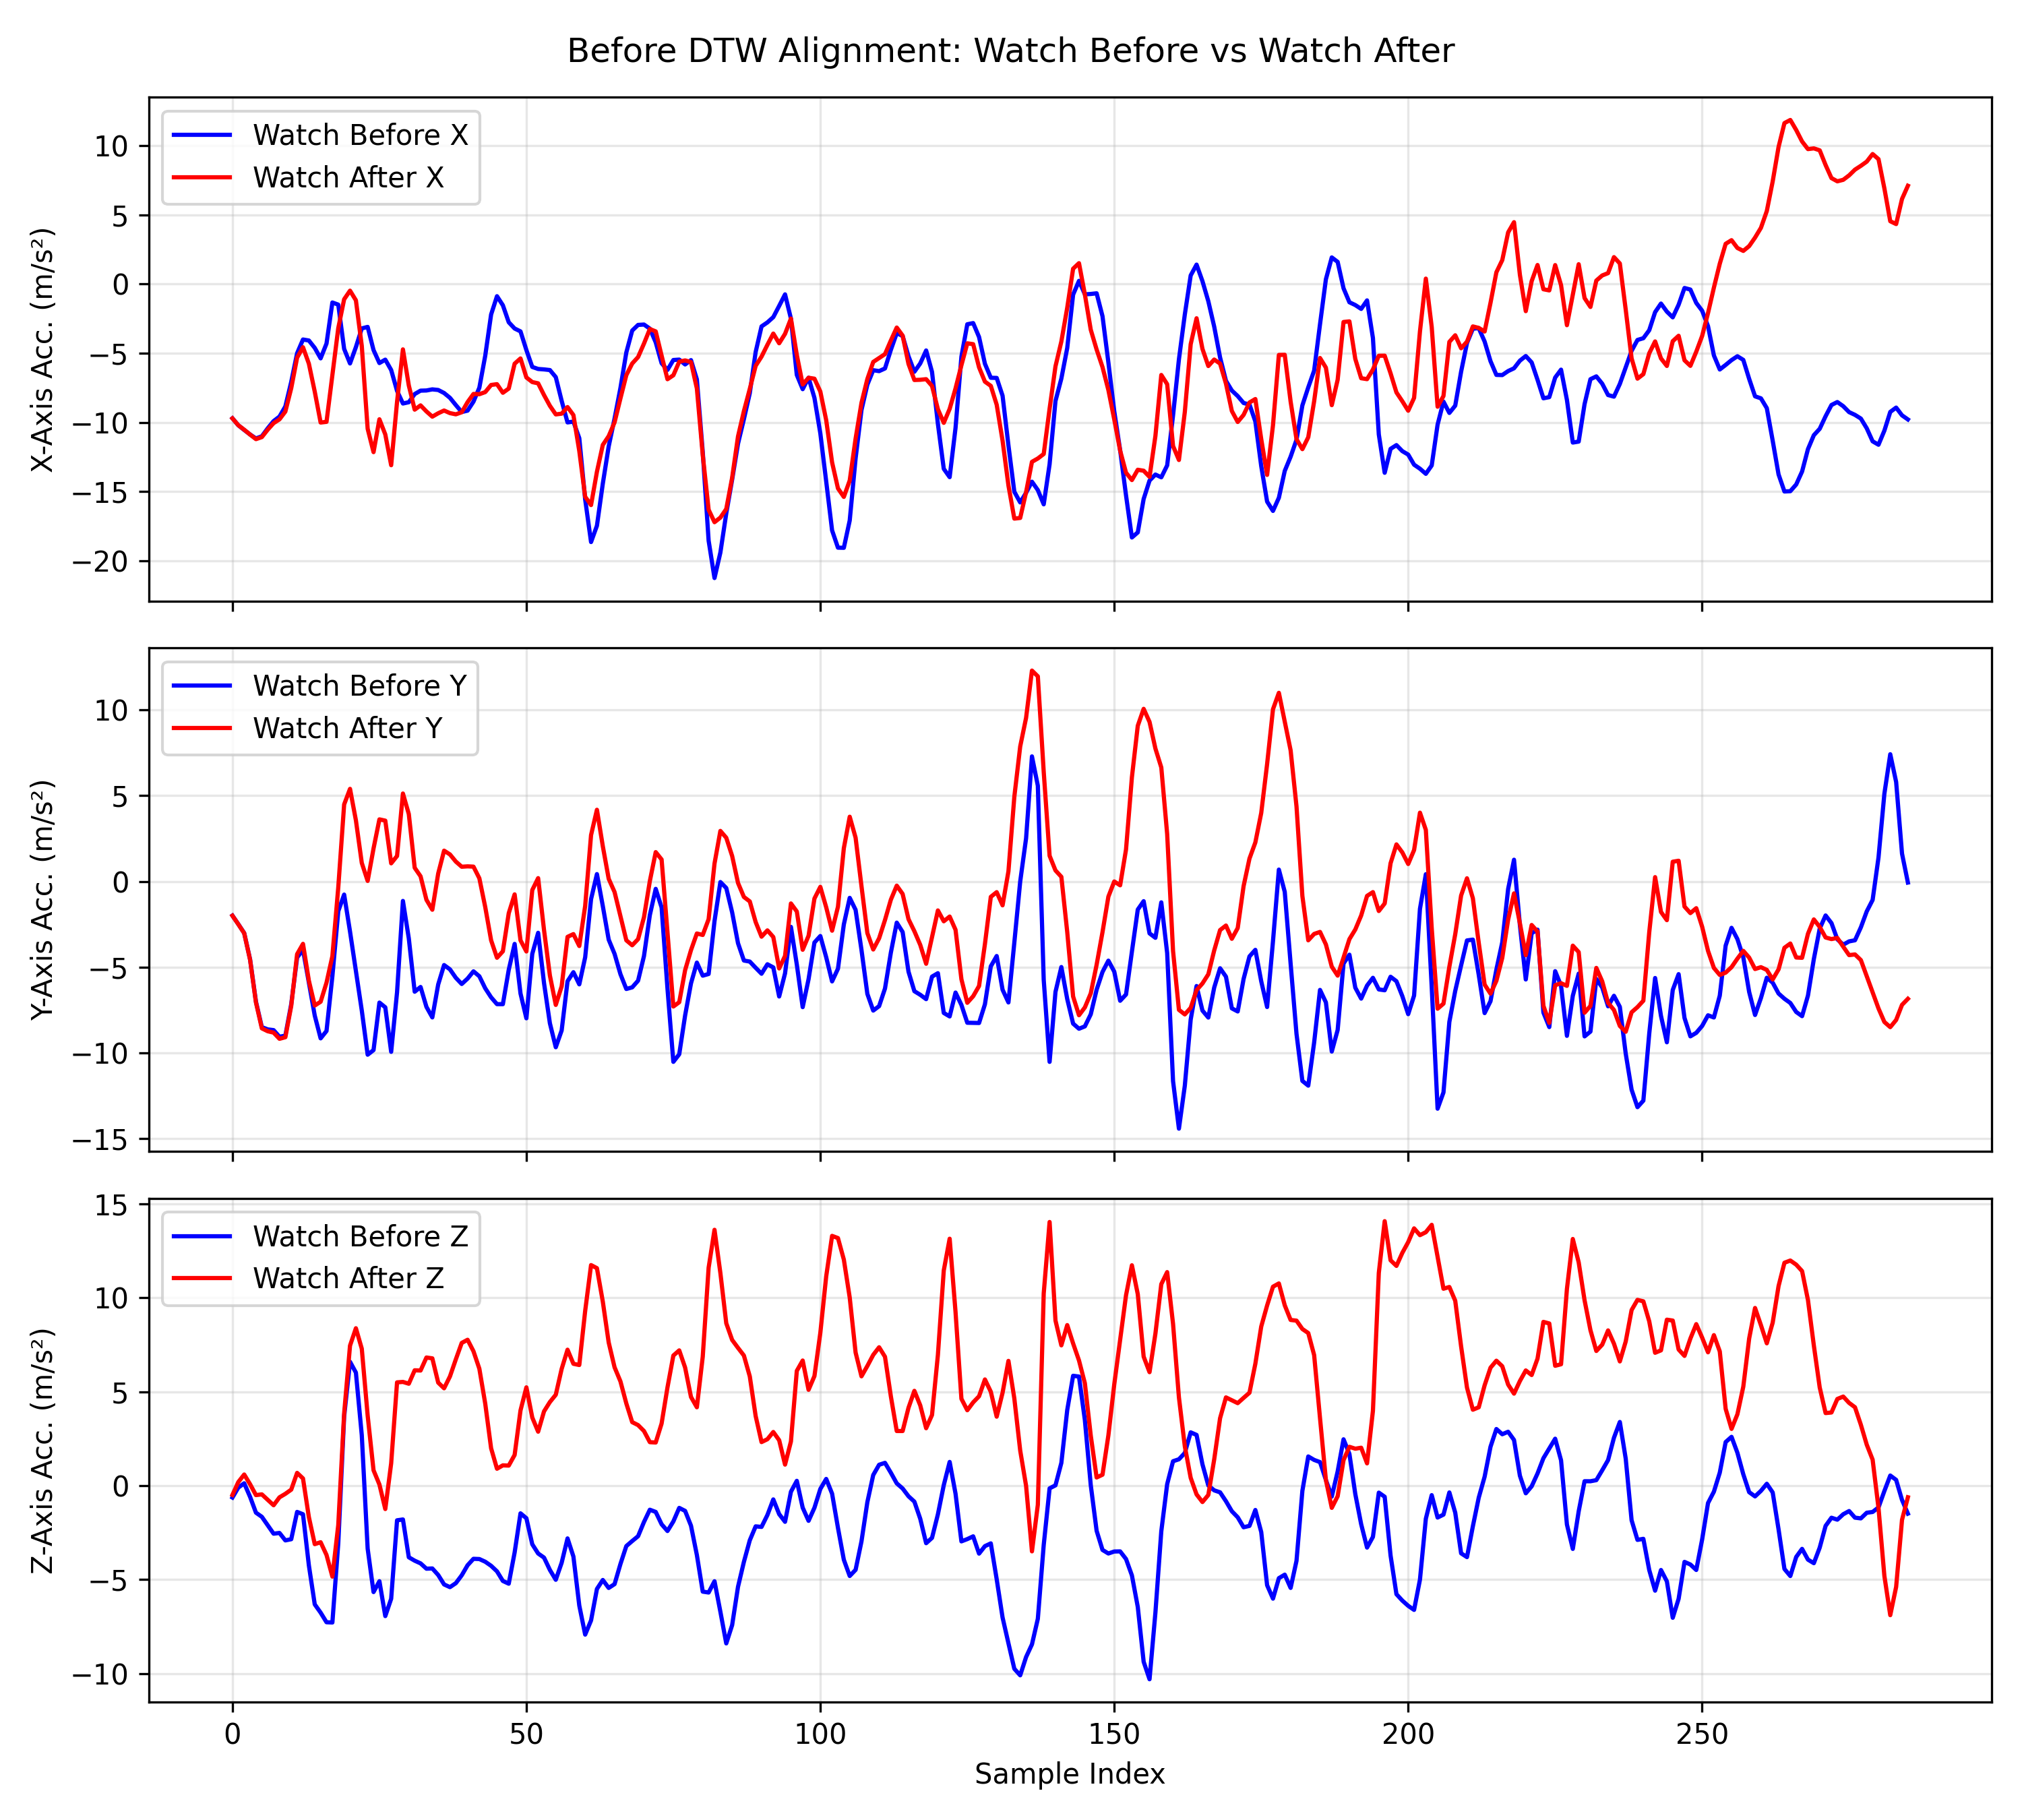 Before DTW Alignment: Watch Before vs Watch After
Watch Before X
Watch After X
X-Axis Acc. (m/s²)
10
5
0
−5
−10
−15
−20
Watch Before Y
Watch After Y
Y-Axis Acc. (m/s²)
10
5
0
−5
−10
−15
Watch Before Z
Watch After Z
Z-Axis Acc. (m/s²)
15
10
5
0
−5
−10
0 50 100 150 200 250
Sample Index